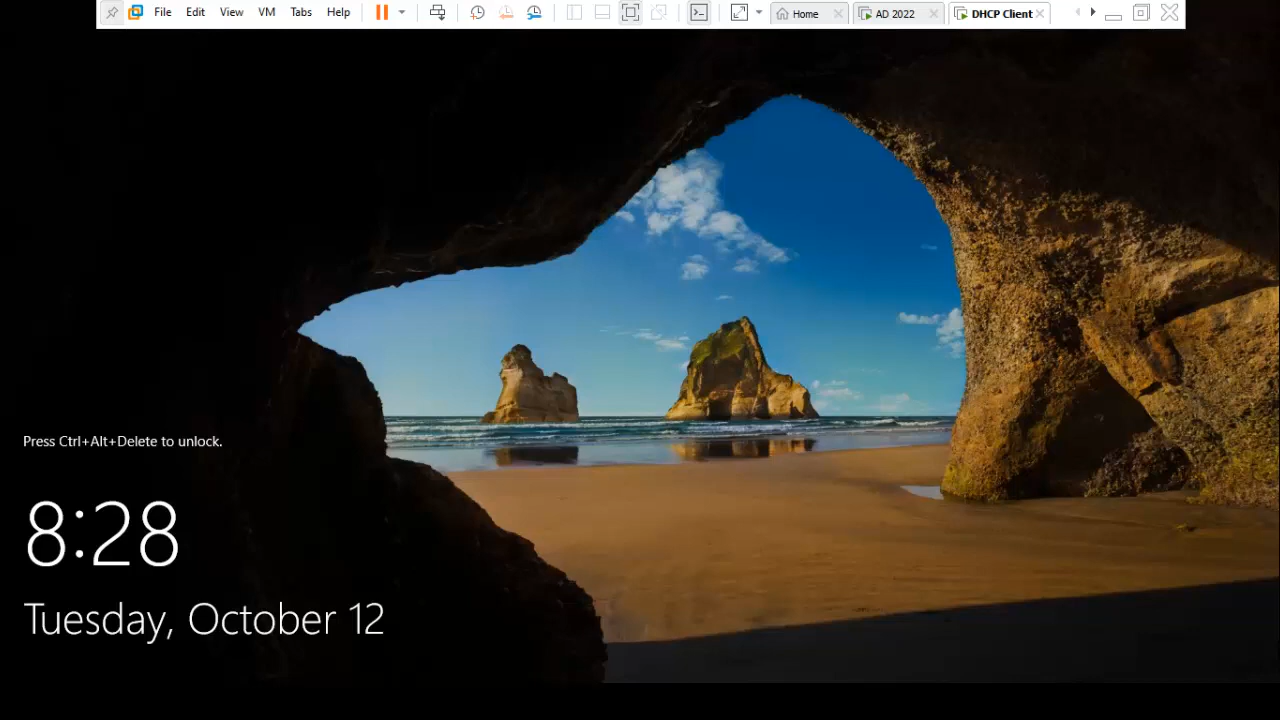 File Edit View VM Tabs Help Home AD 2022 DHCP Client
Press Ctrl+Alt+Delete to unlock.
8:28
Tuesday, October 12